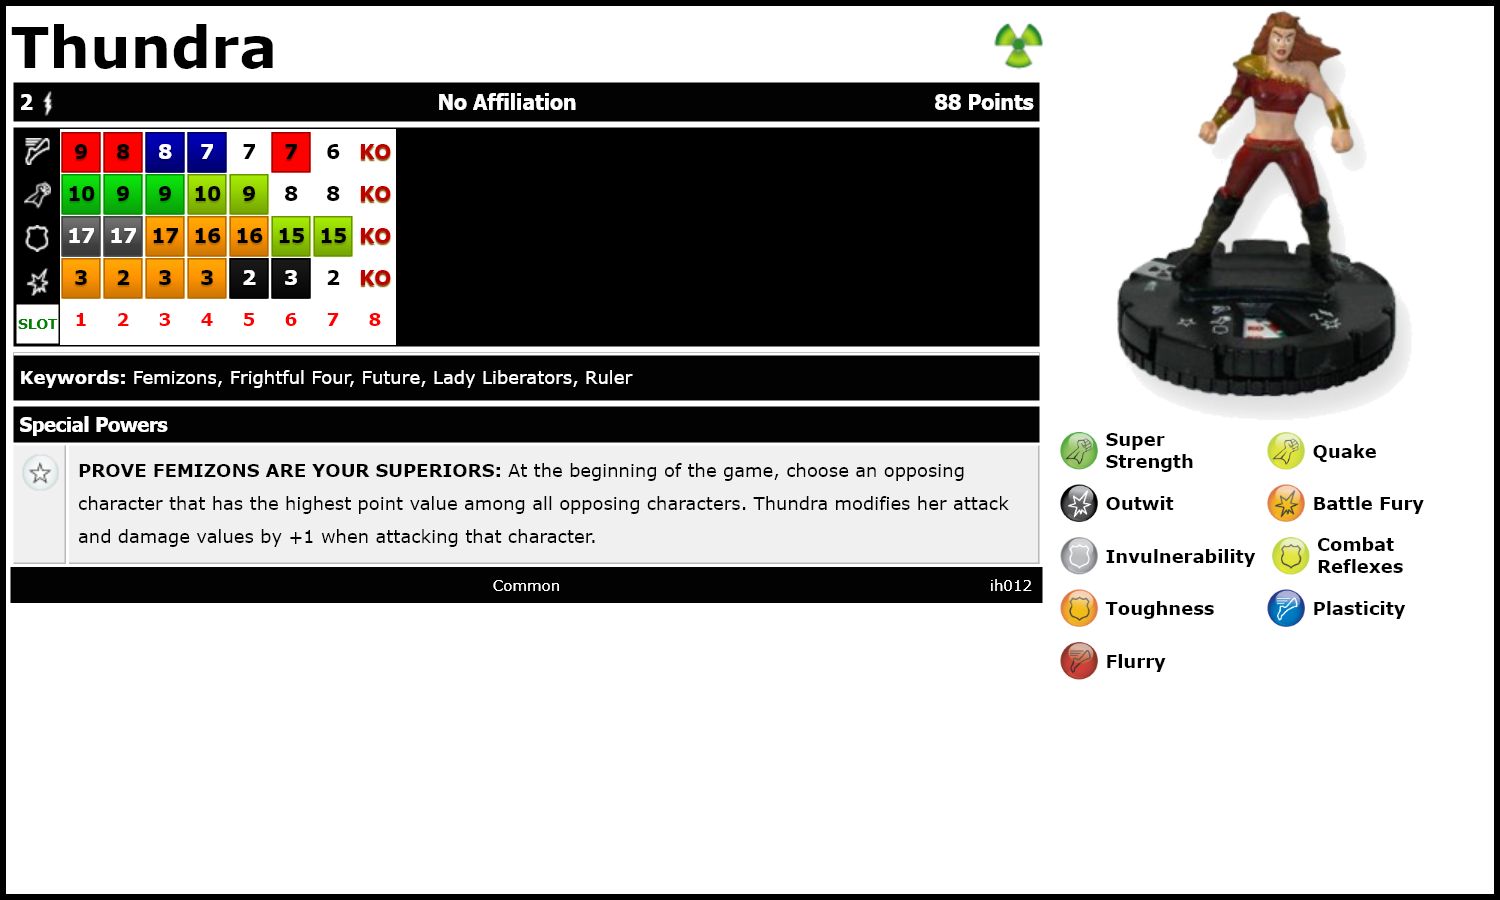 Thundra
2 No Affiliation 88 Points
9 8 8 7 7 7 6 KO
10 9 9 10 9 8 8 KO
17 17 17 16 16 15 15 KO
3 2 3 3 2 3 2 KO
SLOT 1 2 3 4 5 6 7 8
Keywords: Femizons, Frightful Four, Future, Lady Liberators, Ruler
Special Powers
PROVE FEMIZONS ARE YOUR SUPERIORS: At the beginning of the game, choose an opposing
character that has the highest point value among all opposing characters. Thundra modifies her attack
and damage values by +1 when attacking that character.
Common ih012
KO
2
Super
Strength
Quake
Outwit
Battle Fury
Invulnerability
Combat
Reflexes
Toughness
Plasticity
Flurry